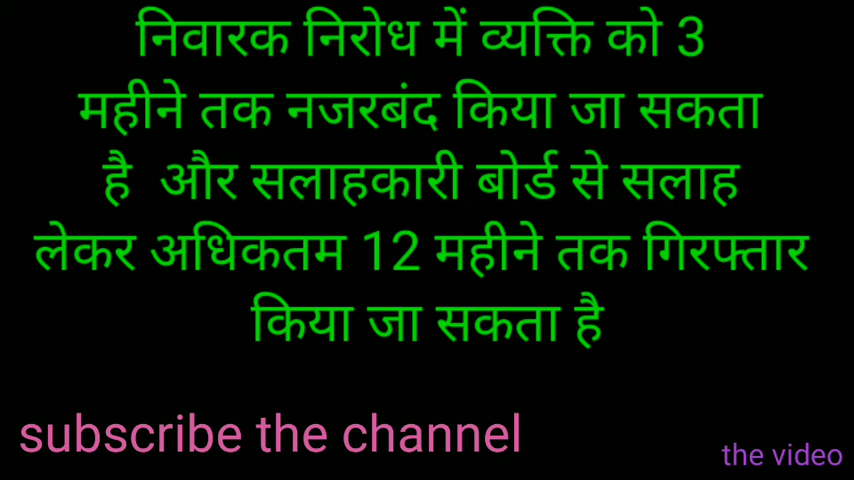 निवारक निरोध में व्यक्ति को 3
महीने तक नजरबंद किया जा सकता
है और सलाहकारी बोर्ड से सलाह
लेकर अधिकतम 12 महीने तक गिरफ्तार
किया जा सकता है
subscribe the channel
the video